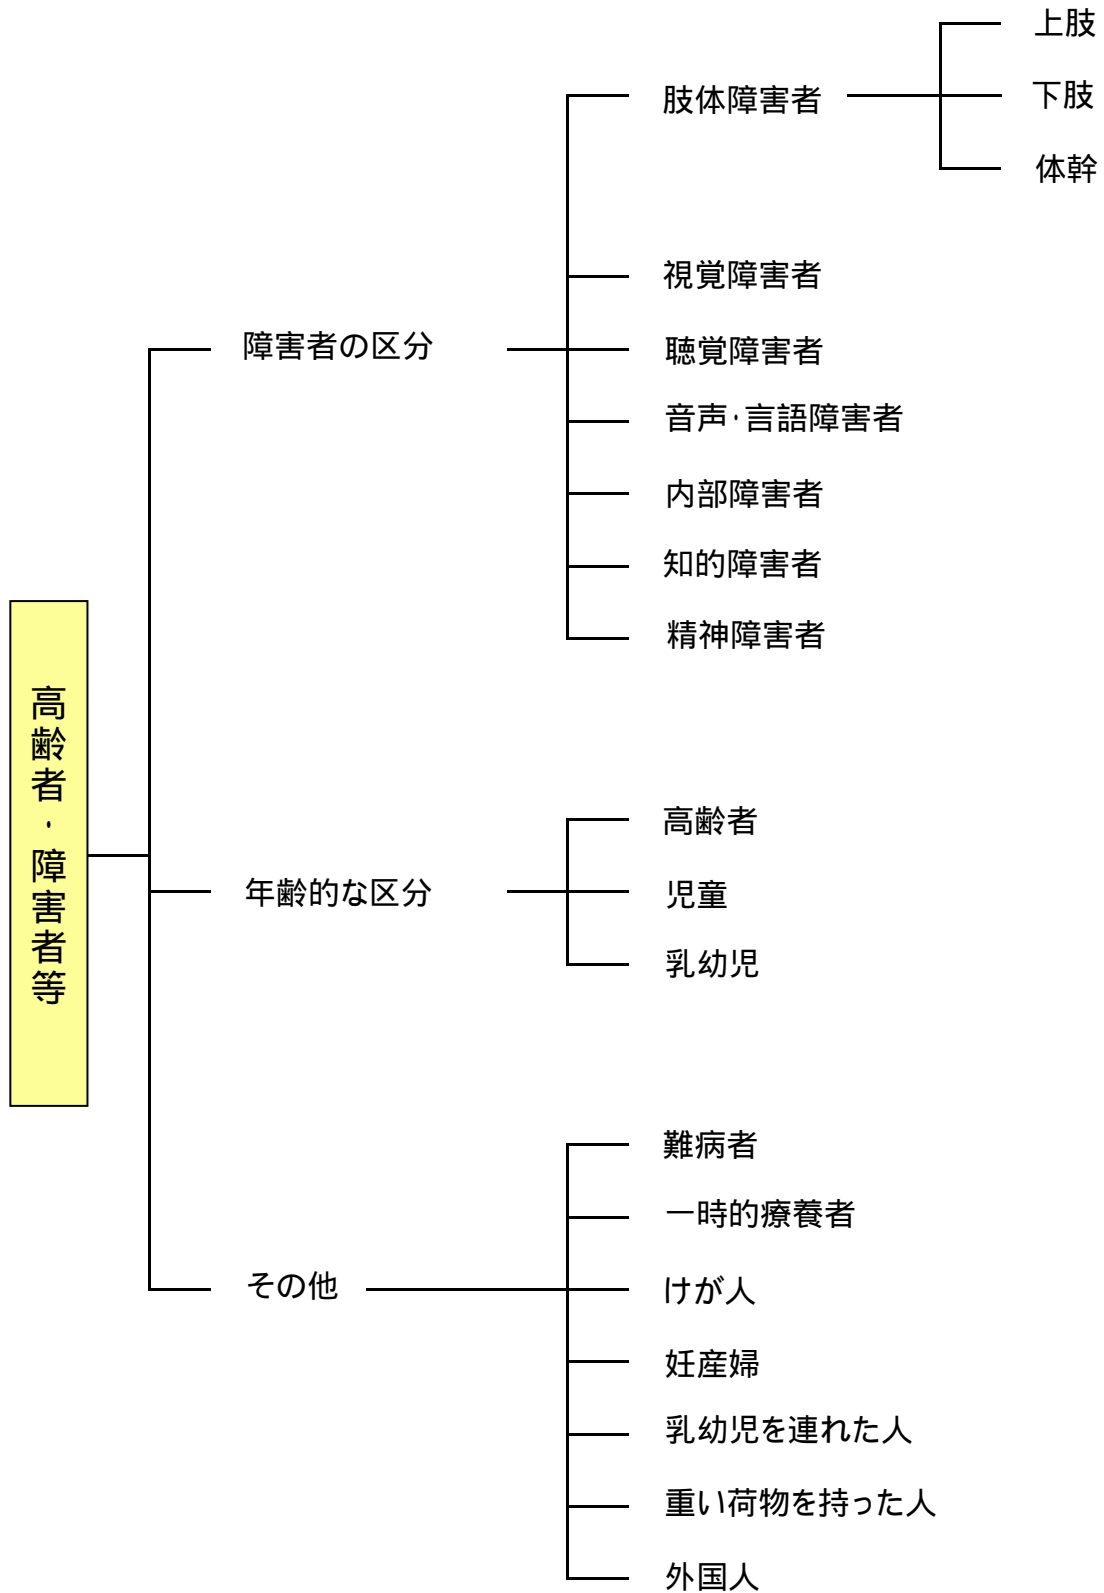 上肢
肢体障害者
下肢
体幹
視覚障害者
障害者の区分
聴覚障害者
音声・言語障害者
内部障害者
知的障害者
精神障害者
高齢者・障害者等
高齢者
年齢的な区分
児童
乳幼児
難病者
一時的療養者
その他
けが人
妊産婦
乳幼児を連れた人
重い荷物を持った人
外国人